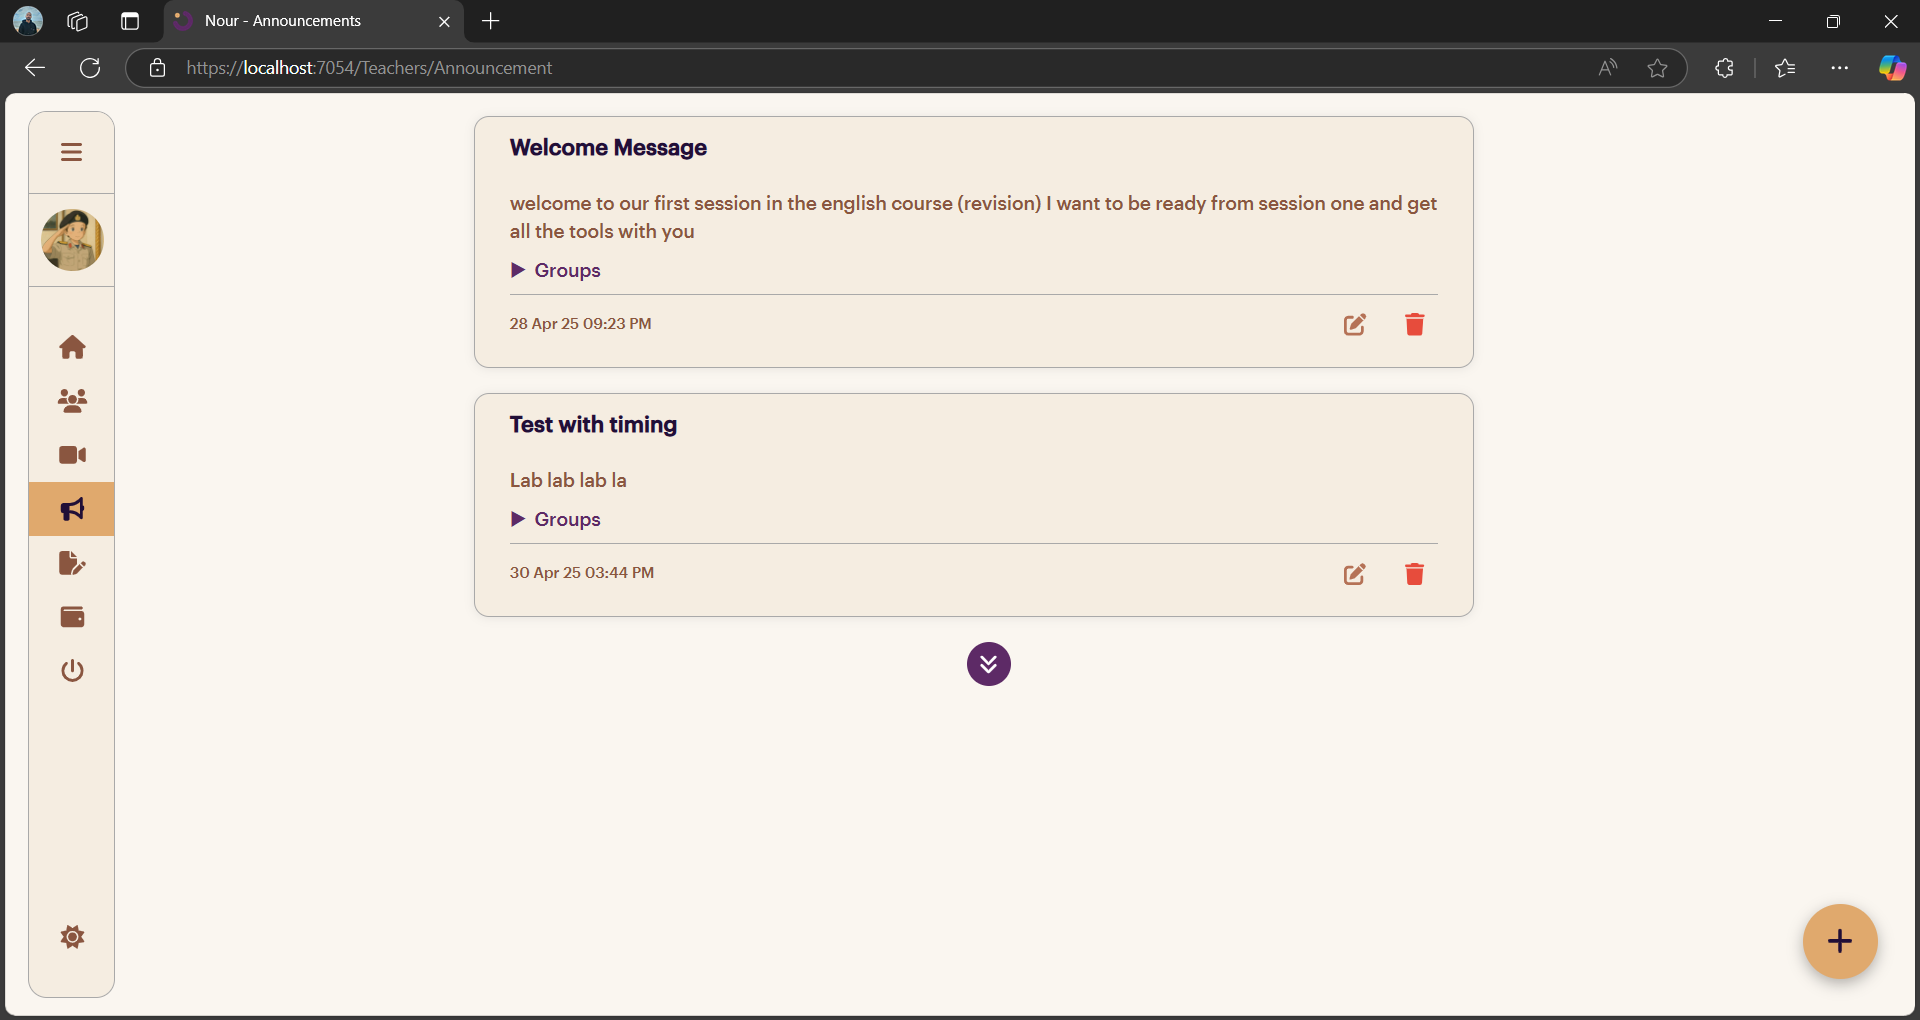 Nour - Announcements
https://localhost:7054/Teachers/Announcement
Welcome Message
welcome to our first session in the english course (revision) I want to be ready from session one and get
all the tools with you
▶ Groups
28 Apr 25 09:23 PM
Test with timing
Lab lab lab la
▶ Groups
30 Apr 25 03:44 PM